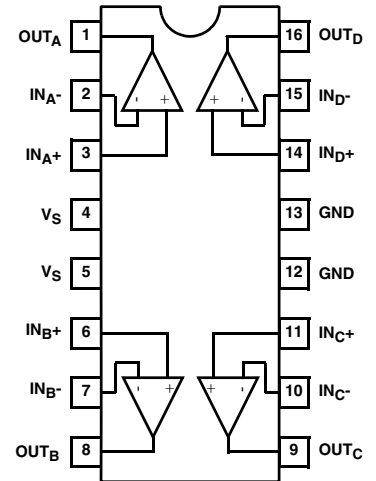 OUTA 1 16 OUTD
INA- 2 - + + - 15 IND-
INA+ 3 14 IND+
VS 4 13 GND
VS 5 12 GND
INB+ 6 11 INC+
INB- 7 - + + - 10 INC-
OUTB 8 9 OUTC